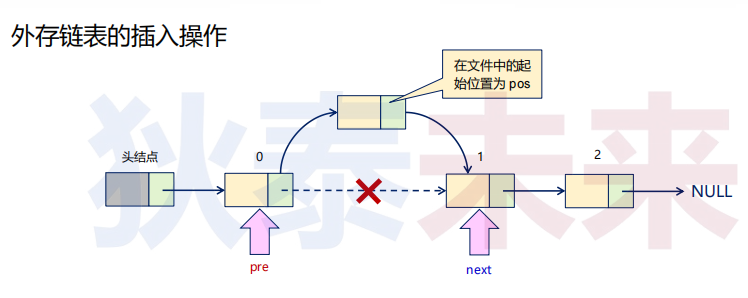 外存链表的插入操作
在文件中的起
始位置为 pos
头结点
0
1
2
NULL
pre
next
狄泰未来